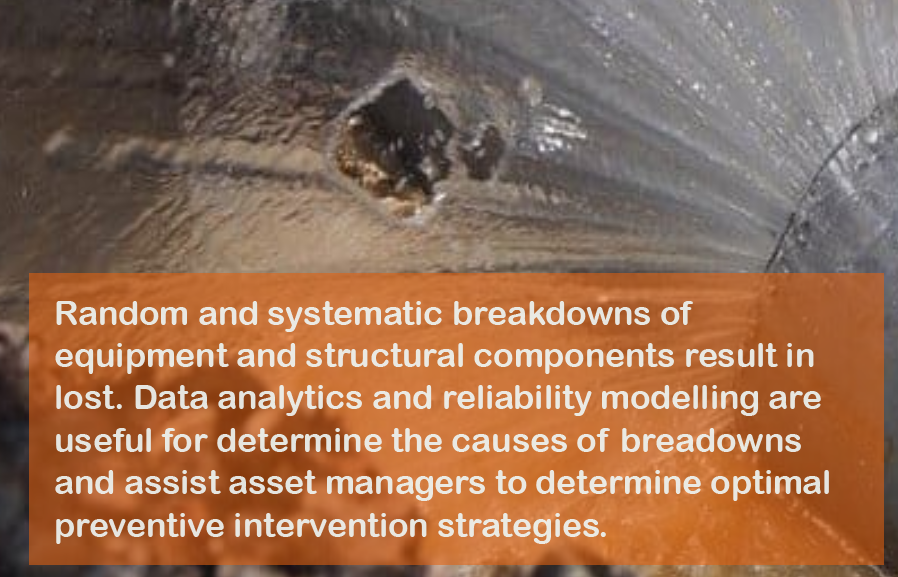 Random and systematic breakdowns of
equipment and structural components result in
lost. Data analytics and reliability modelling are
useful for determine the causes of breadowns
and assist asset managers to determine optimal
preventive intervention strategies.